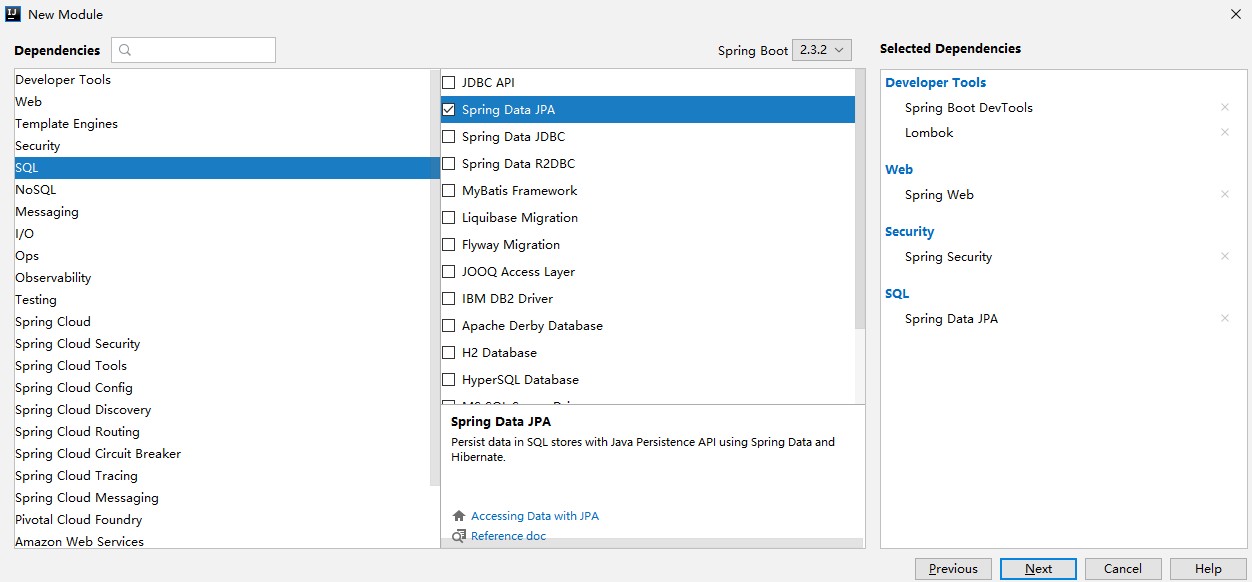 New Module
Dependencies
Spring Boot 2.3.2
Selected Dependencies
Developer Tools
Web
Template Engines
Security
SQL
NoSQL
Messaging
I/O
Ops
Observability
Testing
Spring Cloud
Spring Cloud Security
Spring Cloud Tools
Spring Cloud Config
Spring Cloud Discovery
Spring Cloud Routing
Spring Cloud Circuit Breaker
Spring Cloud Tracing
Spring Cloud Messaging
Pivotal Cloud Foundry
Amazon Web Services
JDBC API
Spring Data JPA
Spring Data JDBC
Spring Data R2DBC
MyBatis Framework
Liquibase Migration
Flyway Migration
JOOQ Access Layer
IBM DB2 Driver
Apache Derby Database
H2 Database
HyperSQL Database
Spring Data JPA
Persist data in SQL stores with Java Persistence API using Spring Data and
Hibernate.
Accessing Data with JPA
Reference doc
Developer Tools
Spring Boot DevTools
Lombok
Web
Spring Web
Security
Spring Security
SQL
Spring Data JPA
Previous
Next
Cancel
Help